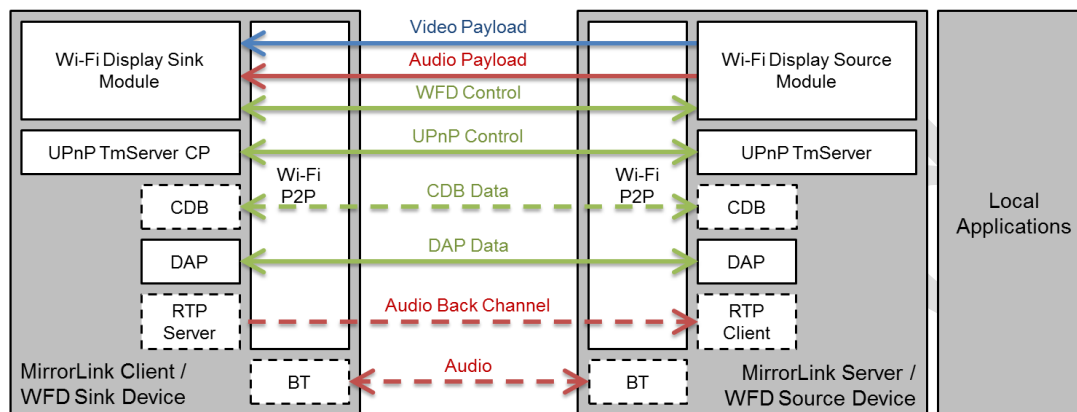 Video Payload
Wi-Fi Display Sink
Module
Audio Payload
Wi-Fi Display Source
Module
WFD Control
UPnP TmServer CP
UPnP Control
UPnP TmServer
Wi-Fi
P2P
Wi-Fi
P2P
CDB
CDB Data
CDB
Local
Applications
DAP
DAP Data
DAP
RTP
Server
Audio Back Channel
RTP
Client
MirrorLink Client /
WFD Sink Device
BT
Audio
BT
MirrorLink Server /
WFD Source Device